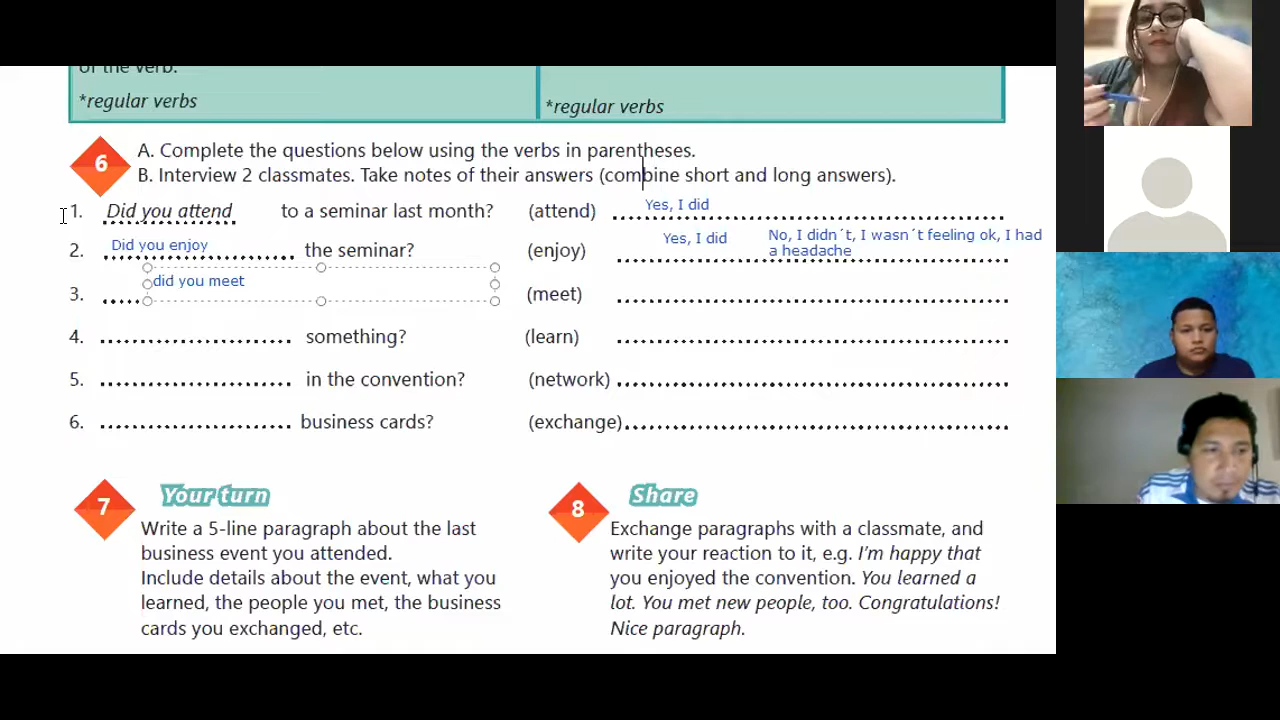 of the verb.
*regular verbs
*regular verbs
6
A. Complete the questions below using the verbs in parentheses.
B. Interview 2 classmates. Take notes of their answers (combine short and long answers).
1. Did you attend to a seminar last month? (attend) Yes, I did
2. Did you enjoy the seminar? (enjoy) Yes, I did No, I didn´t, I wasn´t feeling ok, I had
a headache
did you meet
3. (meet)
4. something? (learn)
5. in the convention? (network)
6. business cards? (exchange)
7 Your turn
Write a 5-line paragraph about the last
business event you attended.
Include details about the event, what you
learned, the people you met, the business
cards you exchanged, etc.
8 Share
Exchange paragraphs with a classmate, and
write your reaction to it, e.g. I'm happy that
you enjoyed the convention. You learned a
lot. You met new people, too. Congratulations!
Nice paragraph.